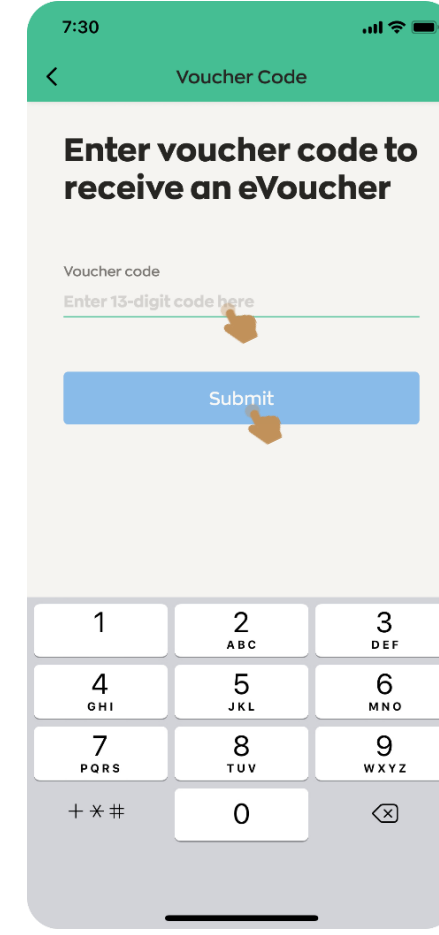 7:30
Voucher Code
Enter voucher code to
receive an eVoucher
Voucher code
Enter 13-digit code here
Submit
1
2
ABC
3
DEF
4
GHI
5
JKL
6
MNO
7
PQRS
8
TUV
9
WXYZ
+*#
0